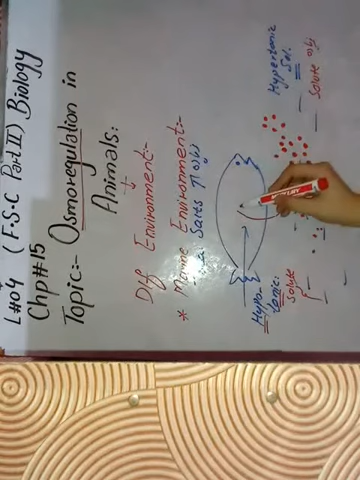 L#04 (F.S.C Part II) Biology
Chp#15
Topic:- Osmoregulation in
Animals:
Dif Environment:-
* Marine Environment:-
Hypertonic
Sol.
Solute
Hypo-
tonic:
Solute